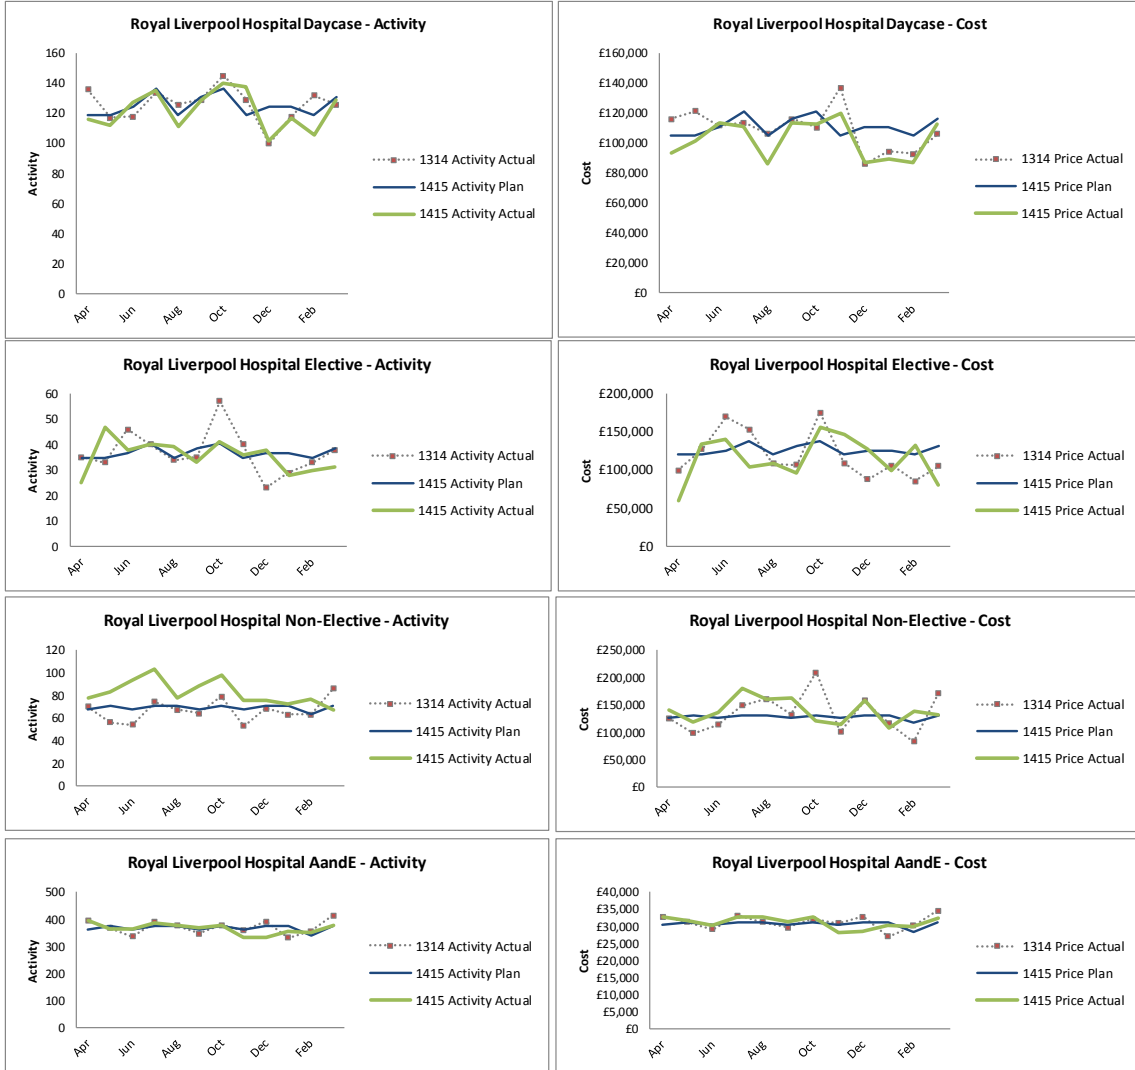 Royal Liverpool Hospital Daycase - Activity
160
140
120
100
80
60
40
20
0
Activity
Apr
Jun
Aug
Oct
Dec
Feb
1314 Activity Actual
1415 Activity Plan
1415 Activity Actual
Royal Liverpool Hospital Daycase - Cost
£160,000
£140,000
£120,000
£100,000
£80,000
£60,000
£40,000
£20,000
£0
Cost
Apr
Jun
Aug
Oct
Dec
Feb
1314 Price Actual
1415 Price Plan
1415 Price Actual
Royal Liverpool Hospital Elective - Activity
60
50
40
30
20
10
0
Activity
Apr
Jun
Aug
Oct
Dec
Feb
1314 Activity Actual
1415 Activity Plan
1415 Activity Actual
Royal Liverpool Hospital Elective - Cost
£200,000
£150,000
£100,000
£50,000
£0
Cost
Apr
Jun
Aug
Oct
Dec
Feb
1314 Price Actual
1415 Price Plan
1415 Price Actual
Royal Liverpool Hospital Non-Elective - Activity
120
100
80
60
40
20
0
Activity
Apr
Jun
Aug
Oct
Dec
Feb
1314 Activity Actual
1415 Activity Plan
1415 Activity Actual
Royal Liverpool Hospital Non-Elective - Cost
£250,000
£200,000
£150,000
£100,000
£50,000
£0
Cost
Apr
Jun
Aug
Oct
Dec
Feb
1314 Price Actual
1415 Price Plan
1415 Price Actual
Royal Liverpool Hospital AandE - Activity
500
400
300
200
100
0
Activity
Apr
Jun
Aug
Oct
Dec
Feb
1314 Activity Actual
1415 Activity Plan
1415 Activity Actual
Royal Liverpool Hospital AandE - Cost
£40,000
£35,000
£30,000
£25,000
£20,000
£15,000
£10,000
£5,000
£0
Cost
Apr
Jun
Aug
Oct
Dec
Feb
1314 Price Actual
1415 Price Plan
1415 Price Actual